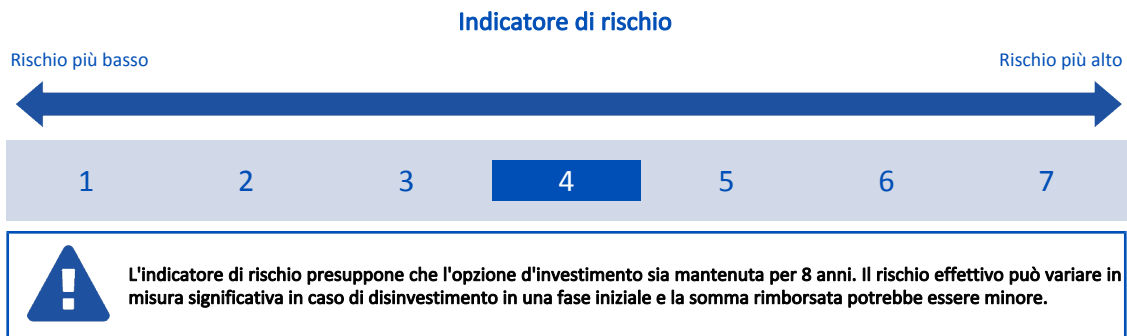 Indicatore di rischio
Rischio più basso
Rischio più alto
1 2 3 4 5 6 7
L'indicatore di rischio presuppone che l'opzione d'investimento sia mantenuta per 8 anni. Il rischio effettivo può variare in
misura significativa in caso di disinvestimento in una fase iniziale e la somma rimborsata potrebbe essere minore.